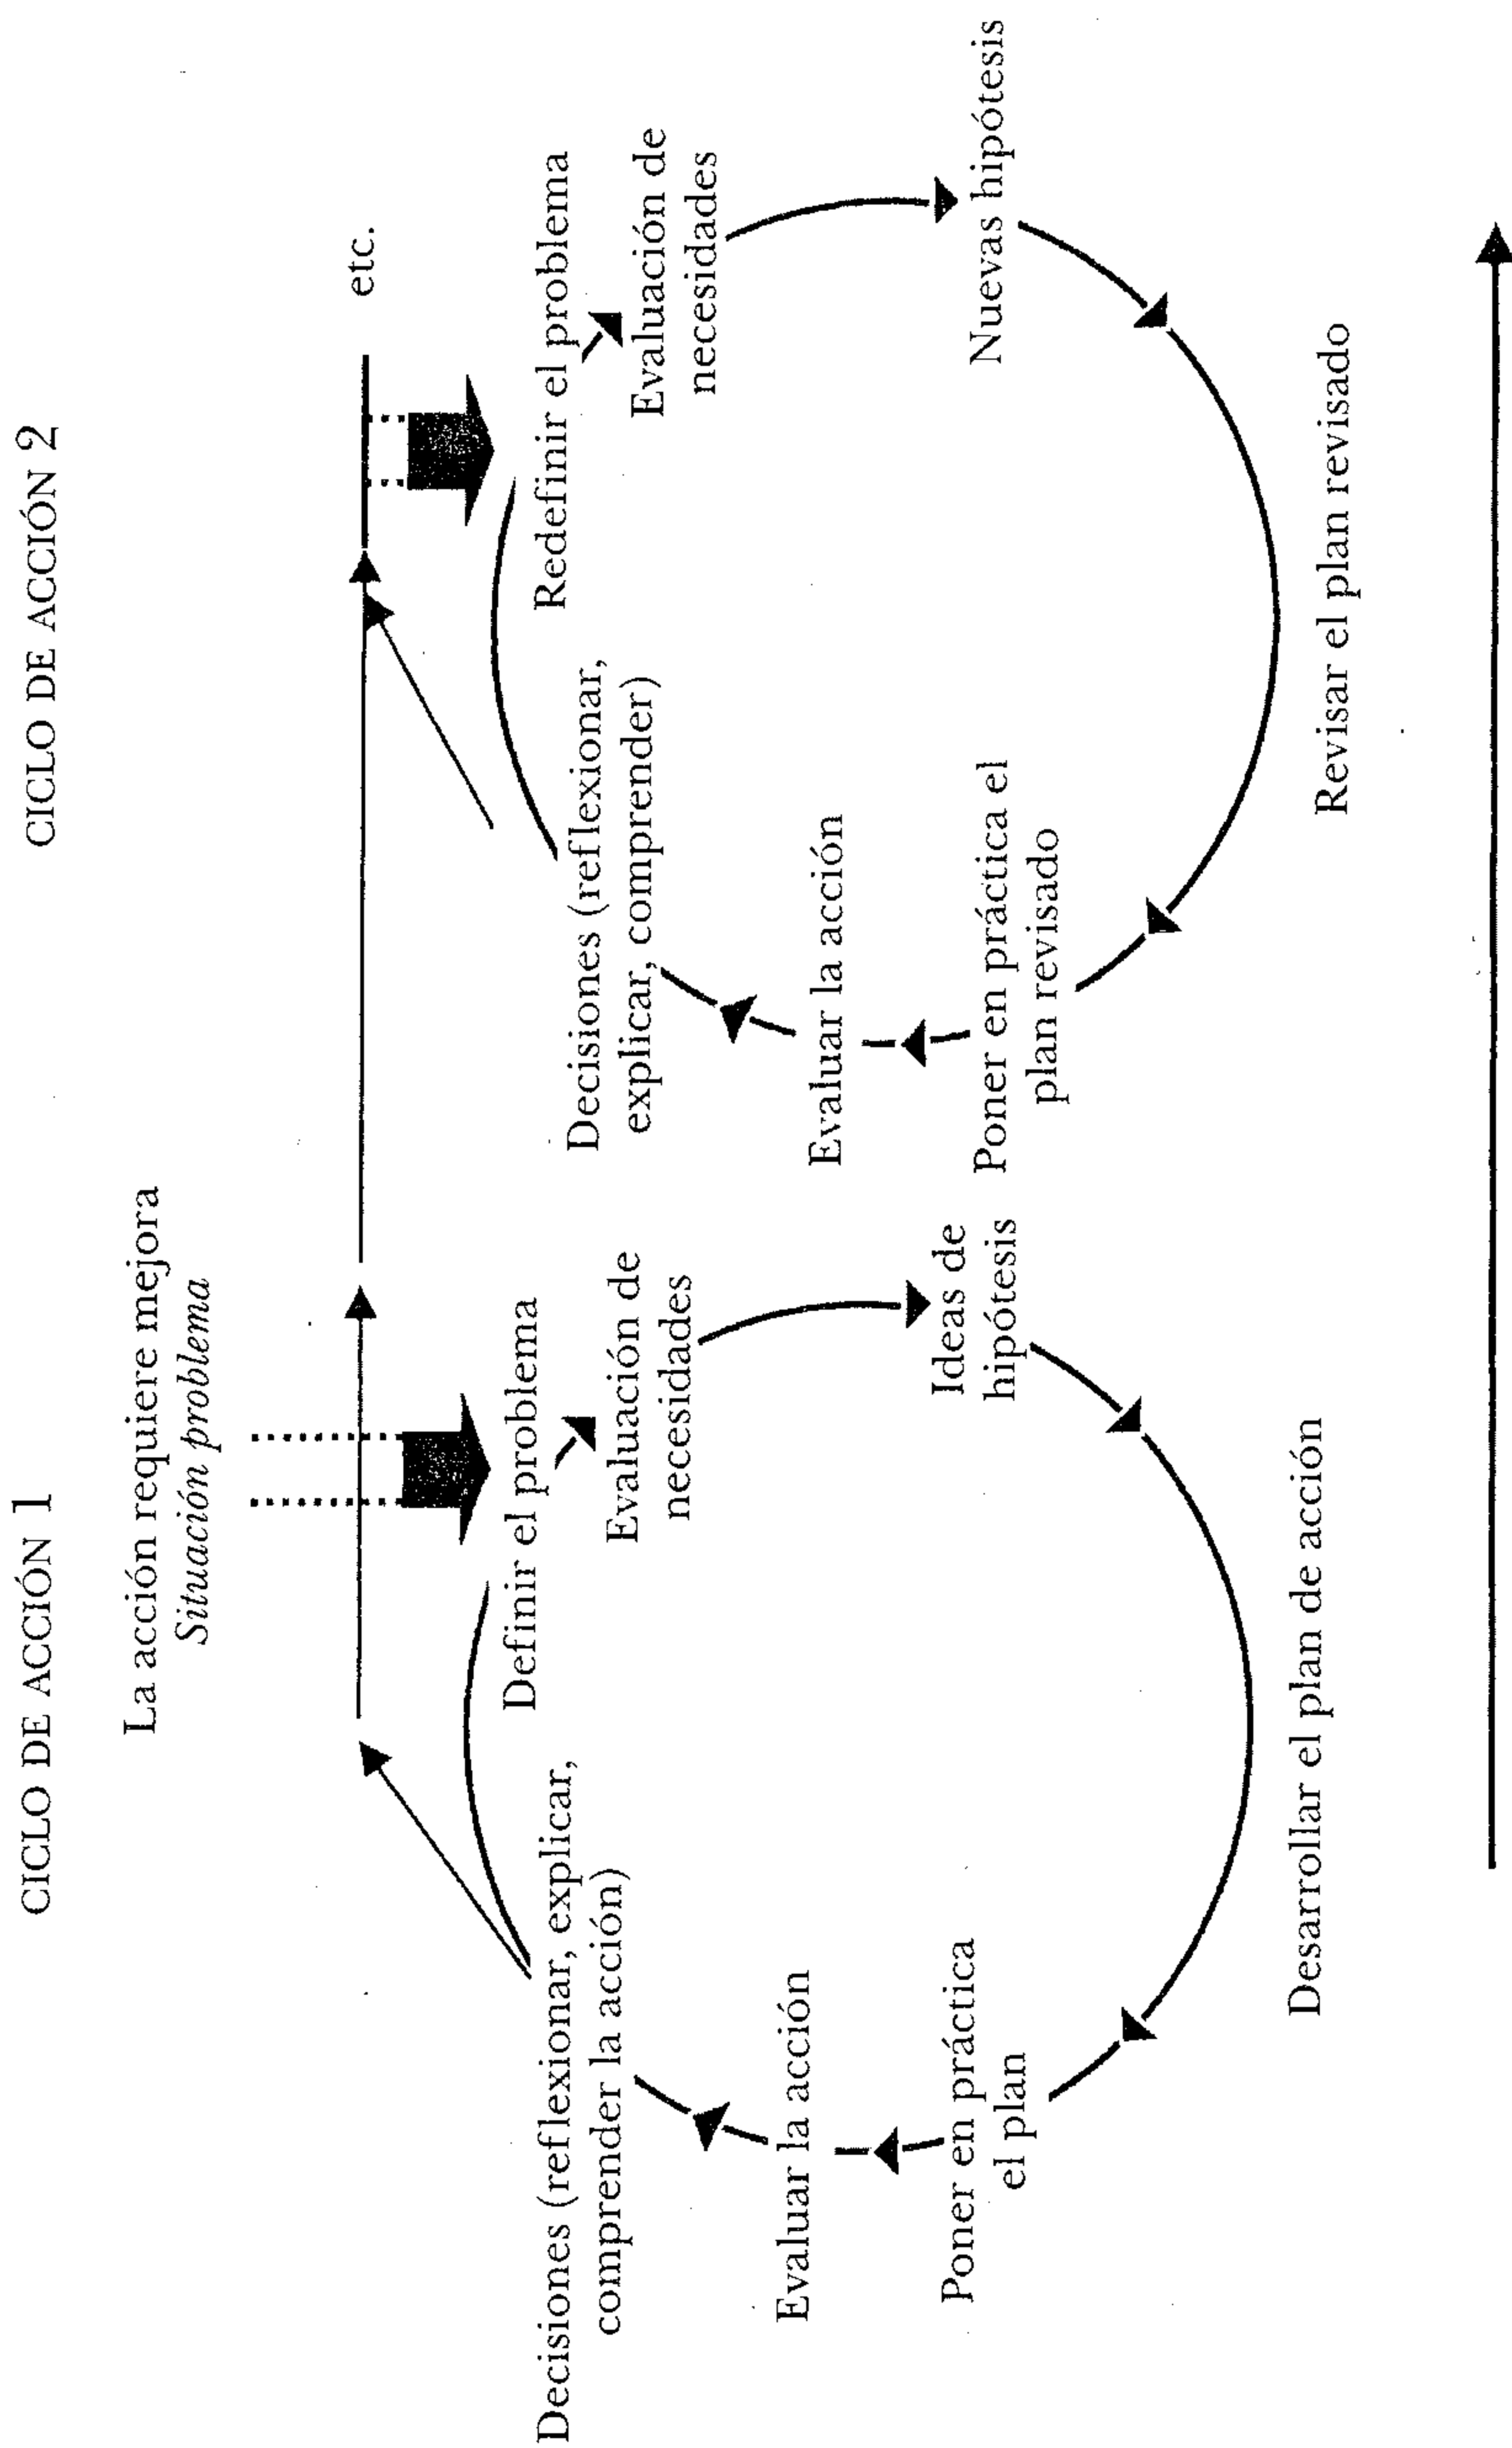 CICLO DE ACCIÓN 1
La acción requiere mejora
Situación problema
Definir el problema
Evaluación de
necesidades
Ideas de
hipótesis
Desarrollar el plan de acción
Poner en práctica
el plan
Evaluar la acción
Decisiones (reflexionar, explicar,
comprender la acción)
CICLO DE ACCIÓN 2
etc.
Redefinir el problema
Evaluación de
necesidades
Nuevas hipótesis
Revisar el plan revisado
Poner en práctica el
plan revisado
Evaluar la acción
Decisiones (reflexionar,
explicar, comprender)